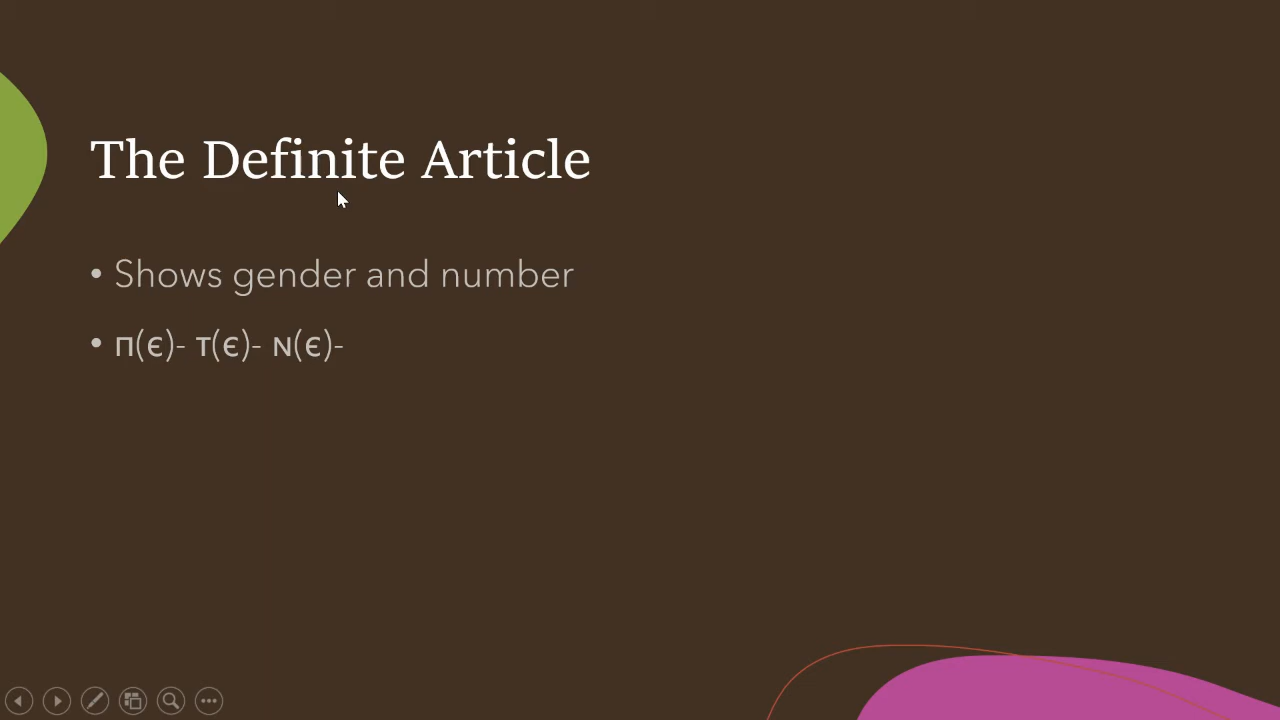 The Definite Article
• Shows gender and number
• ⲡ(ⲉ)- ⲧ(ⲉ)- ⲛ(ⲉ)-